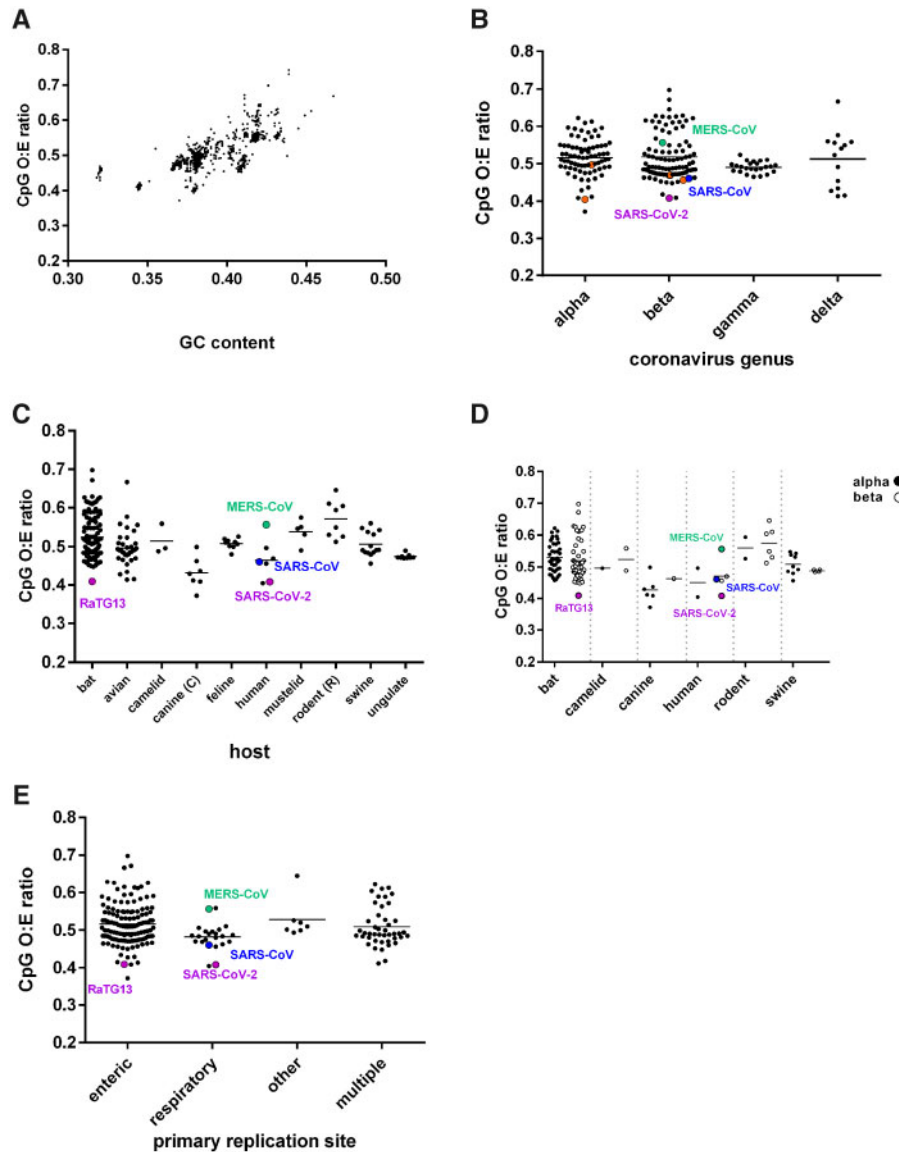 A
CpG O:E ratio
0.8
0.7
0.6
0.5
0.4
0.3
0.2
0.30
0.35
0.40
0.45
0.50
GC content
B
CpG O:E ratio
0.8
0.7
0.6
0.5
0.4
0.3
0.2
MERS-CoV
SARS-CoV
SARS-CoV-2
alpha
beta
gamma
delta
coronavirus genus
C
CpG O:E ratio
0.8
0.7
0.6
0.5
0.4
0.3
0.2
MERS-CoV
SARS-CoV
RaTG13
SARS-CoV-2
bat
avian
camelid
canine (C)
feline
human
mustelid
rodent (R)
swine
ungulate
host
D
CpG O:E ratio
0.8
0.7
0.6
0.5
0.4
0.3
0.2
alpha
beta
MERS-CoV
SARS-CoV
RaTG13
SARS-CoV-2
bat
camelid
canine
human
rodent
swine
E
CpG O:E ratio
0.8
0.7
0.6
0.5
0.4
0.3
0.2
MERS-CoV
SARS-CoV
RaTG13
SARS-CoV-2
enteric
respiratory
other
multiple
primary replication site